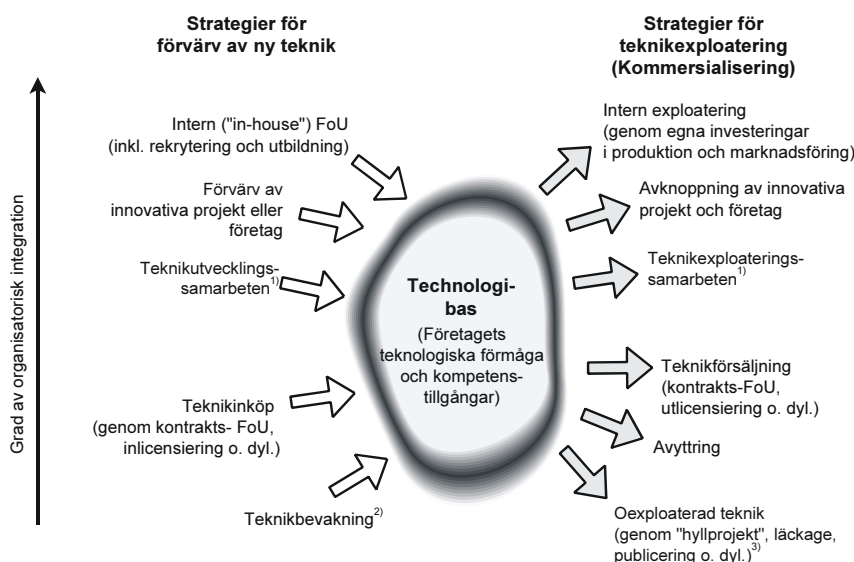 Strategier för
förvärv av ny teknik
Strategier för
teknikexploatering
(Kommersialisering)
Grad av organisatorisk integration
Intern ("in-house") FoU
(inkl. rekrytering och utbildning)
Förvärv av
innovativa projekt eller
företag
Teknikutvecklings-
samarbeten1)
Teknikinköp
(genom kontrakts- FoU,
inlicensiering o. dyl.)
Teknikbevakning2)
Technologi-
bas
(Företagets
teknologiska förmåga
och kompetens-
tillgångar)
Intern exploatering
(genom egna investeringar
i produktion och marknadsföring)
Avknoppning av innovativa
projekt och företag
Teknikexploaterings-
samarbeten1)
Teknikförsäljning
(kontrakts-FoU,
utlicensiering o. dyl.)
Avyttring
Oexploaterad teknik
(genom "hyllprojekt", läckage,
publicering o. dyl.)3)